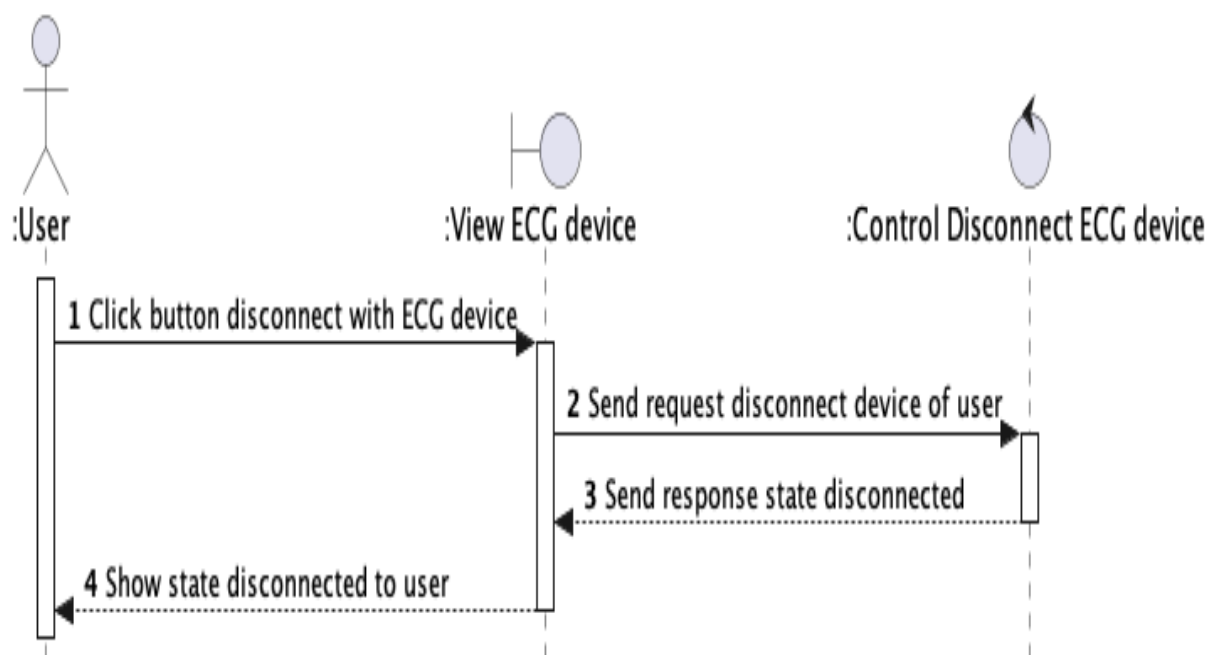 :User
:View ECG device
:Control Disconnect ECG device
1 Click button disconnect with ECG device
2 Send request disconnect device of user
3 Send response state disconnected
4 Show state disconnected to user